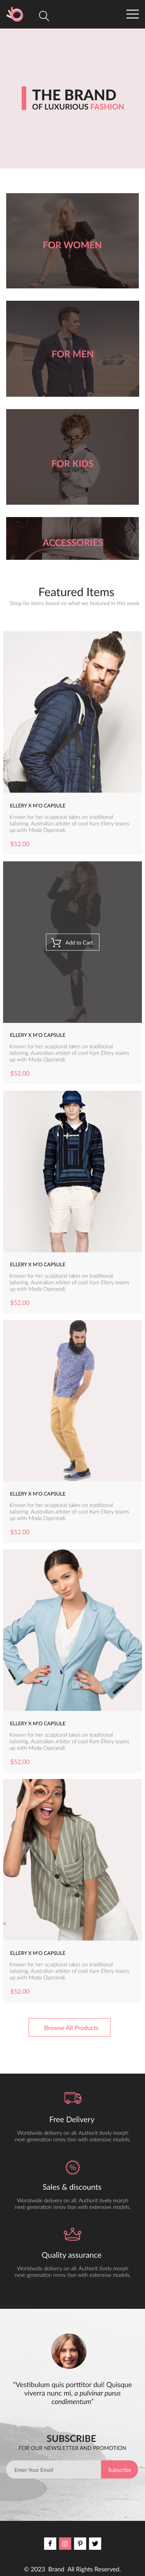 THE BRAND
OF LUXURIOUS FASHION
FOR WOMEN
FOR MEN
FOR KIDS
ACCESSORIES
Featured Items
Shop for items based on what we featured in this week
ELLERY X M'O CAPSULE
Known for her sculptural takes on traditional
tailoring, Australian arbiter of cool Kym Ellery teams
up with Moda Operandi.
$52.00
Add to Cart
ELLERY X M'O CAPSULE
Known for her sculptural takes on traditional
tailoring, Australian arbiter of cool Kym Ellery teams
up with Moda Operandi.
$52.00
ELLERY X M'O CAPSULE
Known for her sculptural takes on traditional
tailoring, Australian arbiter of cool Kym Ellery teams
up with Moda Operandi.
$52.00
ELLERY X M'O CAPSULE
Known for her sculptural takes on traditional
tailoring, Australian arbiter of cool Kym Ellery teams
up with Moda Operandi.
$52.00
ELLERY X M'O CAPSULE
Known for her sculptural takes on traditional
tailoring, Australian arbiter of cool Kym Ellery teams
up with Moda Operandi.
$52.00
ELLERY X M'O CAPSULE
Known for her sculptural takes on traditional
tailoring, Australian arbiter of cool Kym Ellery teams
up with Moda Operandi.
$52.00
Browse All Products
Free Delivery
Worldwide delivery on all. Authorit tively morph
next-generation innov tion with extensive models.
%
Sales & discounts
Worldwide delivery on all. Authorit tively morph
next-generation innov tion with extensive models.
Quality assurance
Worldwide delivery on all. Authorit tively morph
next-generation innov tion with extensive models.
“Vestibulum quis porttitor dui! Quisque
viverra nunc mi, a pulvinar purus
condimentum”
SUBSCRIBE
FOR OUR NEWSLETTER AND PROMOTION
Enter Your Email
Subscribe
© 2023 Brand All Rights Reserved.